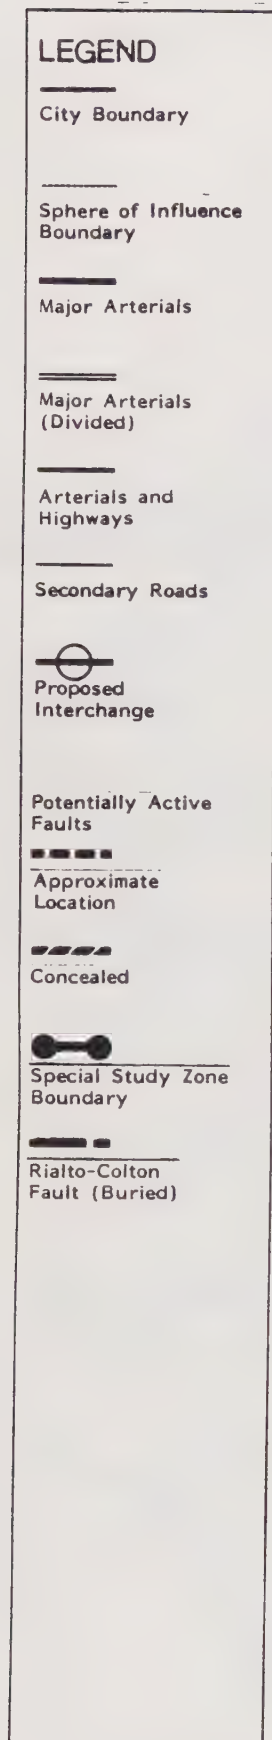 LEGEND
City Boundary
Sphere of Influence
Boundary
Major Arterials
Major Arterials
(Divided)
Arterials and
Highways
Secondary Roads
Proposed
Interchange
Potentially Active
Faults
Approximate
Location
Concealed
Special Study Zone
Boundary
Rialto-Colton
Fault (Buried)